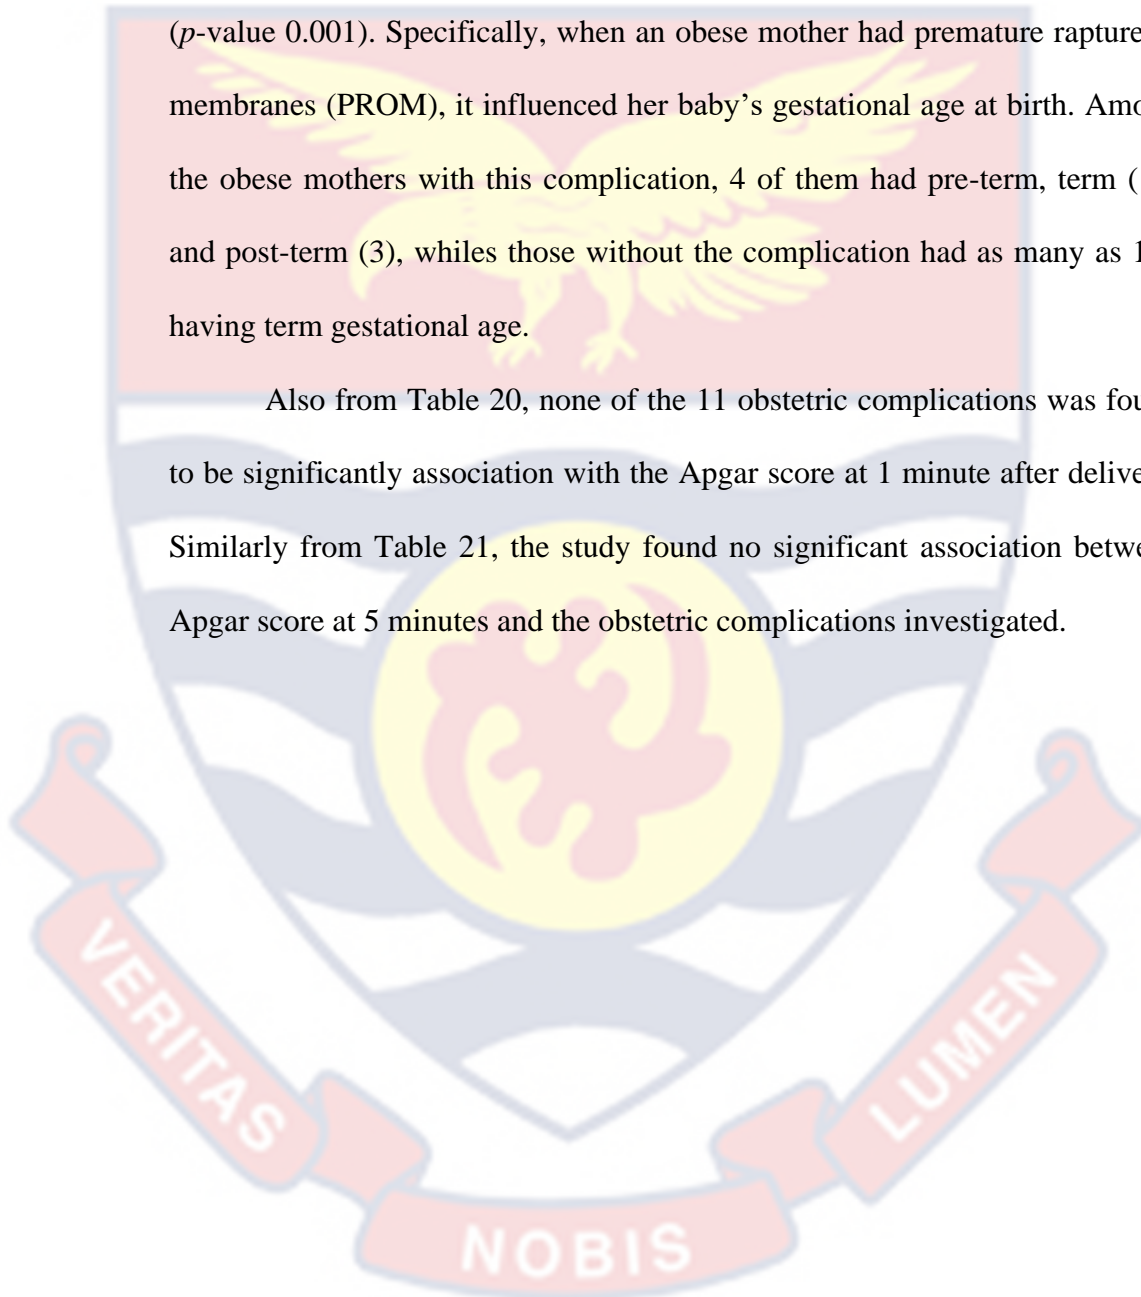 (p-value 0.001). Specifically, when an obese mother had premature rapture
membranes (PROM), it influenced her baby's gestational age at birth.
the obese mothers with this complication, 4 of them had pre-term, term (
and post-term (3), whiles those without the complication had as many as
having term gestational age.
Also from Table 20, none of the 11 obstetric complications was
to be significantly association with the Apgar score at 1 minute after
Similarly from Table 21, the study found no significant association
Apgar score at 5 minutes and the obstetric complications investigated.
VERITAS
NOBIS
LUMEN